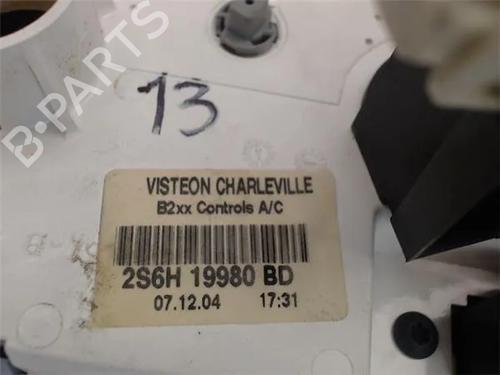 B-PARTS
13
VISTEON CHARLEVILLE
B2xx Controls A/C
2S6H 19980 BD
07.12.04 17:31